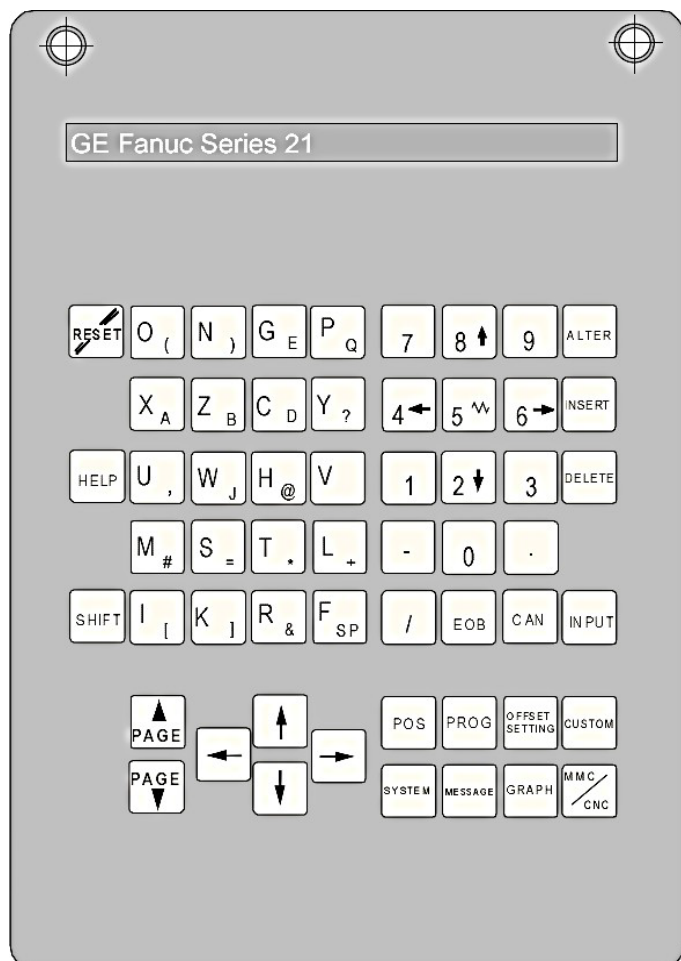 GE Fanuc Series 21
RESET O ( N ) G E P Q 7 8 9 ALTER
X A Z B C D Y ? 4 5 6 INSERT
HELP U , W J H @ V 1 2 3 DELETE
M # S = T * L + - 0 .
SHIFT I [ K ] R & F SP / EOB CAN INPUT
PAGE POS PROG OFFSET SETTING CUSTOM
PAGE SYSTEM MESSAGE GRAPH MMC/CNC